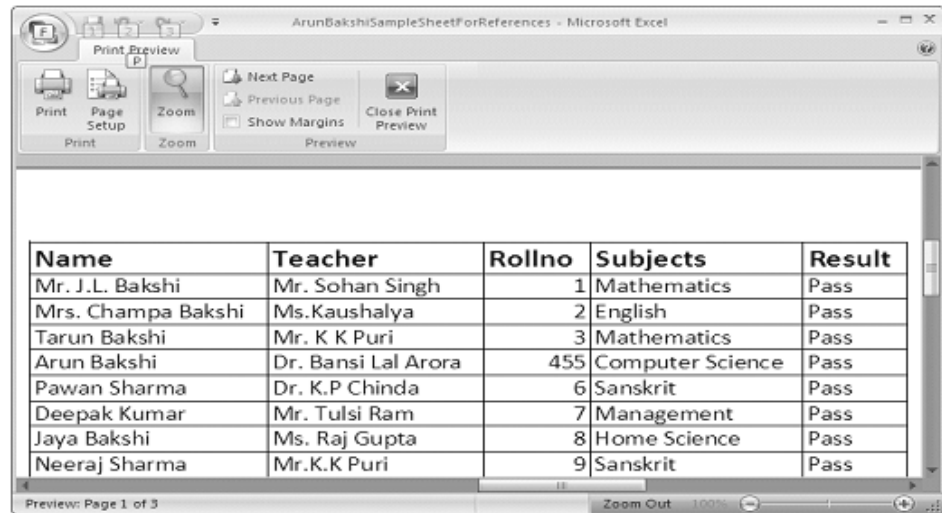 F 1 2 3 ArunBakshiSampleSheetForReferences - Microsoft Excel
Print Preview
P
Print
Page Setup
Zoom
Next Page
Previous Page
Show Margins
Close Print Preview
Print Zoom Preview
Name Teacher Rollno Subjects Result
Mr. J.L. Bakshi Mr. Sohan Singh 1 Mathematics Pass
Mrs. Champa Bakshi Ms.Kaushalya 2 English Pass
Tarun Bakshi Mr. K K Puri 3 Mathematics Pass
Arun Bakshi Dr. Bansi Lal Arora 455 Computer Science Pass
Pawan Sharma Dr. K.P Chinda 6 Sanskrit Pass
Deepak Kumar Mr. Tulsi Ram 7 Management Pass
Jaya Bakshi Ms. Raj Gupta 8 Home Science Pass
Neeraj Sharma Mr.K.K Puri 9 Sanskrit Pass
Preview: Page 1 of 3 Zoom Out 100%